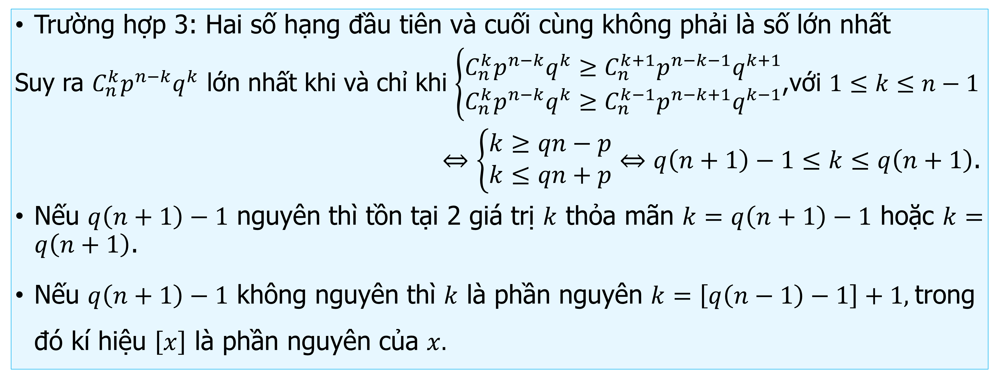 • Trường hợp 3: Hai số hạng đầu tiên và cuối cùng không phải là số lớn nhất
Suy ra $C_n^k p^{n-k} q^k$ lớn nhất khi và chỉ khi $\begin{cases} C_n^k p^{n-k} q^k \geq C_n^{k+1} p^{n-k-1} q^{k+1} \\ C_n^k p^{n-k} q^k \geq C_n^{k-1} p^{n-k+1} q^{k-1} \end{cases}$,với $1 \leq k \leq n-1$
$\Leftrightarrow \begin{cases} k \geq qn - p \\ k \leq qn + p \end{cases} \Leftrightarrow q(n+1) - 1 \leq k \leq q(n+1).$
• Nếu $q(n+1) - 1$ nguyên thì tồn tại 2 giá trị $k$ thỏa mãn $k = q(n+1) - 1$ hoặc $k =$
$q(n+1).$
• Nếu $q(n+1) - 1$ không nguyên thì $k$ là phần nguyên $k = [q(n-1) - 1] + 1$, trong
đó kí hiệu $[x]$ là phần nguyên của $x$.